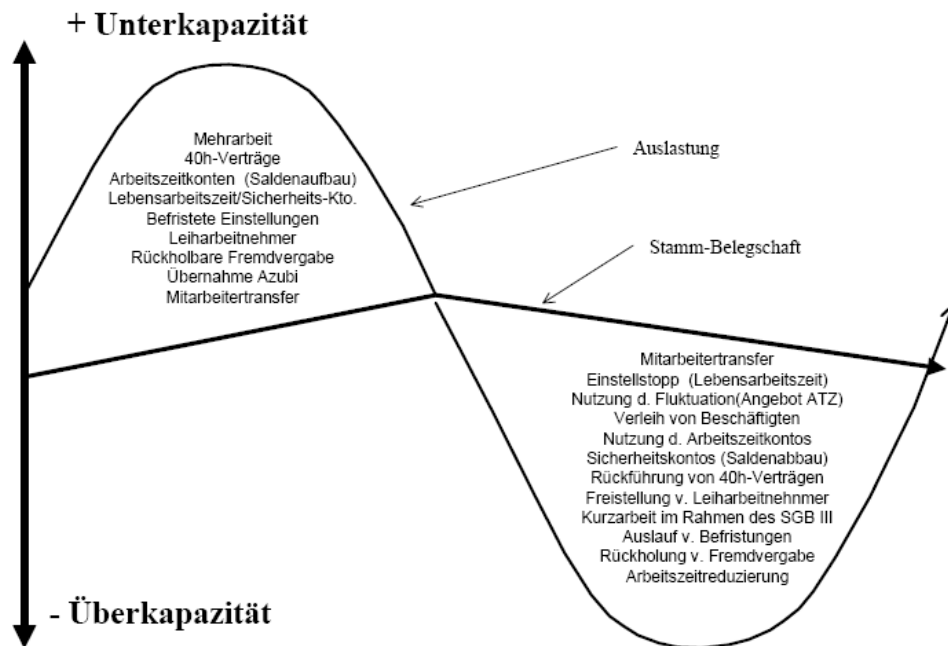 + Unterkapazität
Mehrarbeit
40h-Verträge
Arbeitszeitkonten (Saldenaufbau)
Lebensarbeitszeit/Sicherheits-Kto.
Befristete Einstellungen
Leiharbeitnehmer
Rückholbare Fremdvergabe
Übernahme Azubi
Mitarbeitertransfer
Auslastung
Stamm-Belegschaft
Mitarbeitertransfer
Einstellstopp (Lebensarbeitszeit)
Nutzung d. Fluktuation(Angebot ATZ)
Verleih von Beschäftigten
Nutzung d. Arbeitszeitkontos
Sicherheitskontos (Saldenabbau)
Rückführung von 40h-Verträgen
Freistellung v. Leiharbeitnehnmer
Kurzarbeit im Rahmen des SGB III
Auslauf v. Befristungen
Rückholung v. Fremdvergabe
Arbeitszeitreduzierung
- Überkapazität